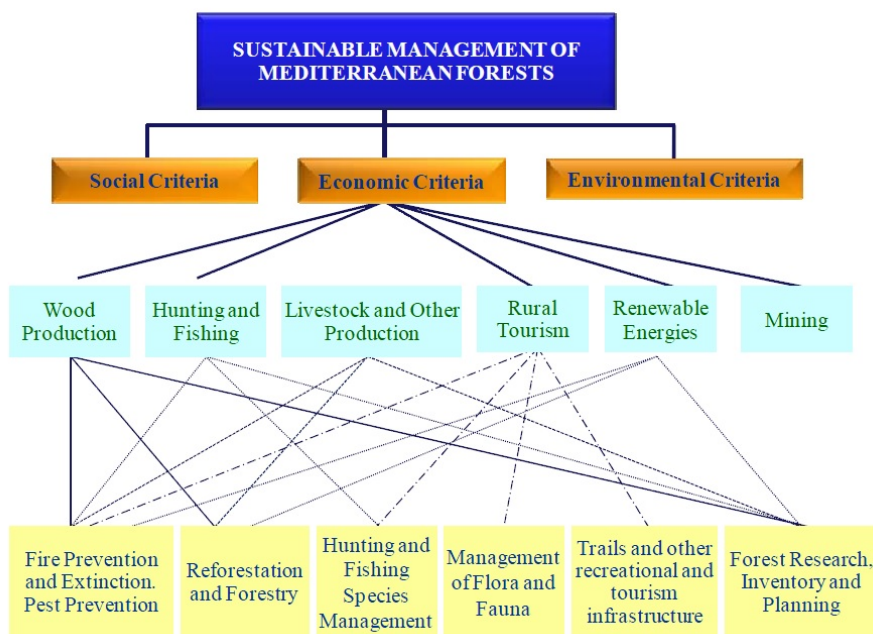 SUSTAINABLE MANAGEMENT OF
MEDITERRANEAN FORESTS
Social Criteria
Economic Criteria
Environmental Criteria
Wood
Production
Hunting and
Fishing
Livestock and Other
Production
Rural
Tourism
Renewable
Energies
Mining
Fire Prevention
and Extinction.
Pest Prevention
Reforestation
and Forestry
Hunting and
Fishing
Species
Management
Management
of Flora and
Fauna
Trails and other
recreational and
tourism
infrastructure
Forest Research,
Inventory and
Planning